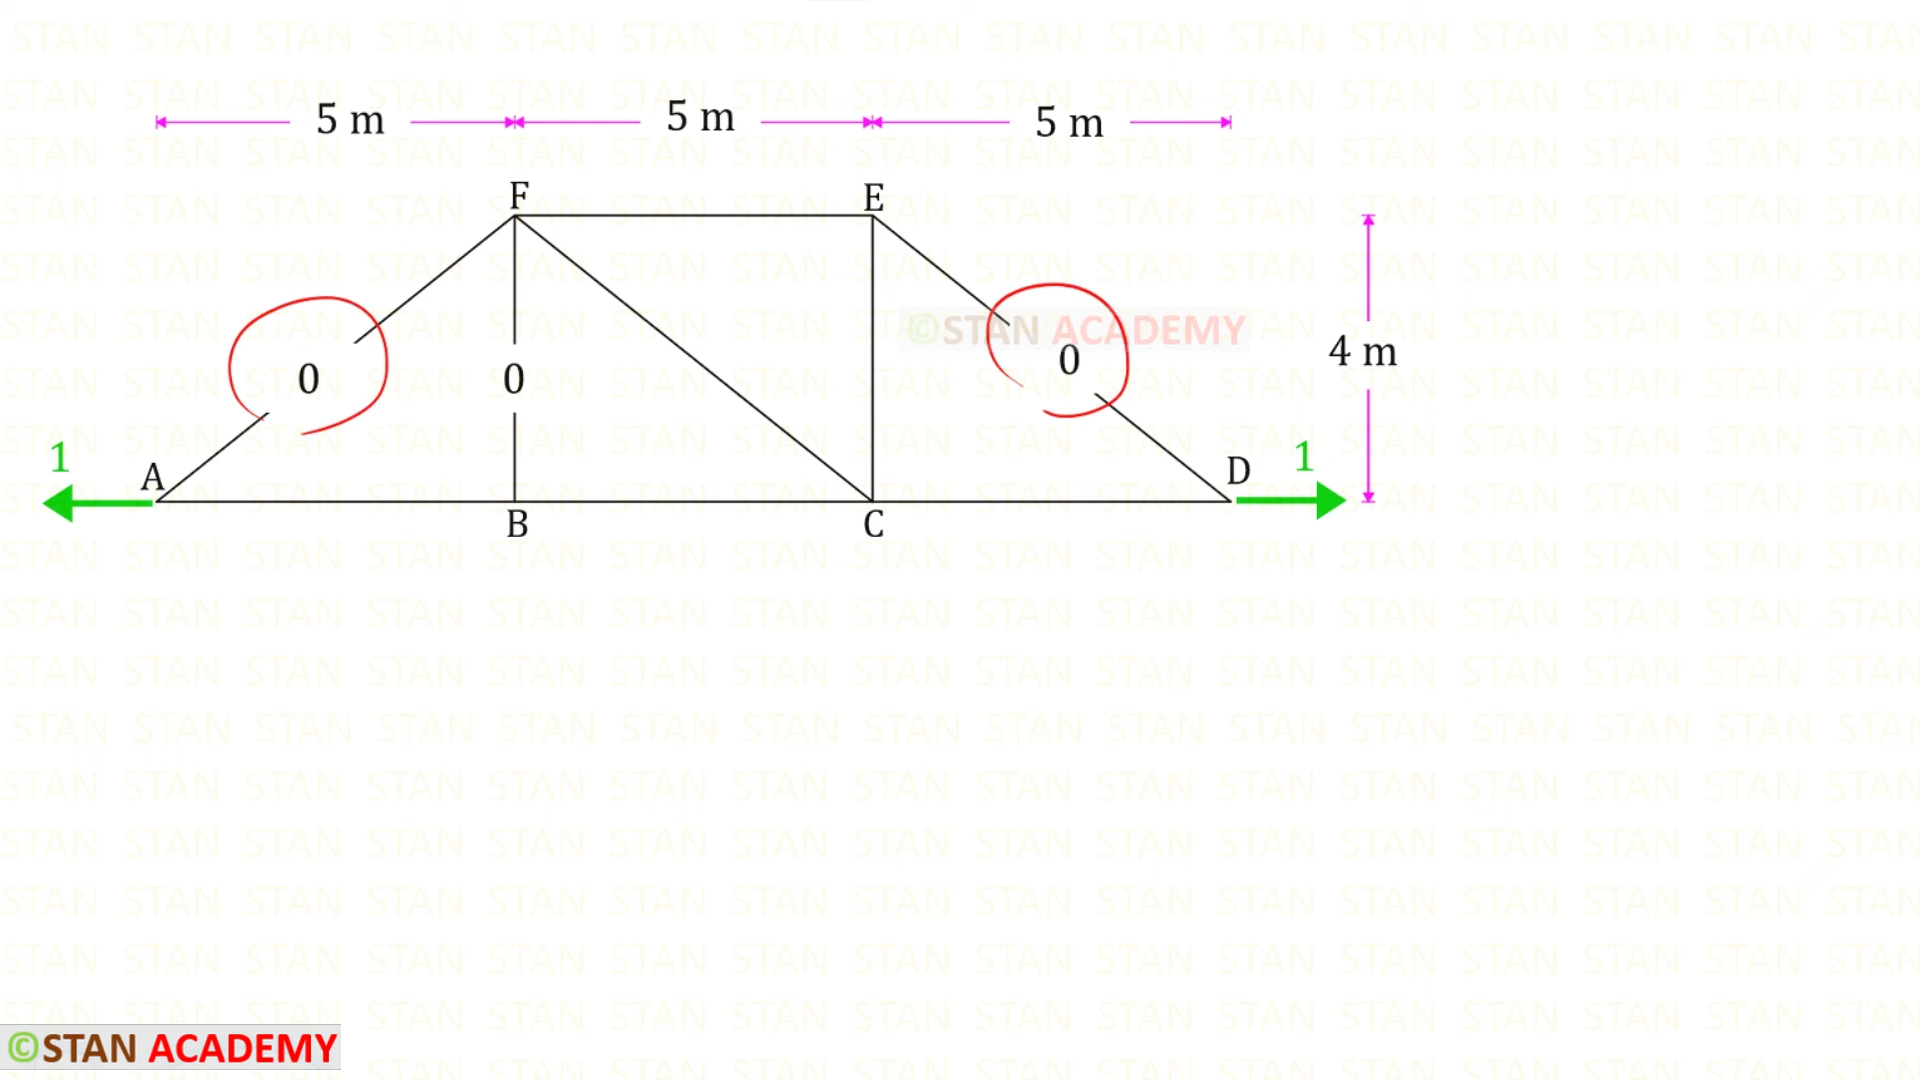 5 m 5 m 5 m
F E
©STAN ACADEMY
0 0 0 4 m
1 A D 1
B C
©STAN ACADEMY